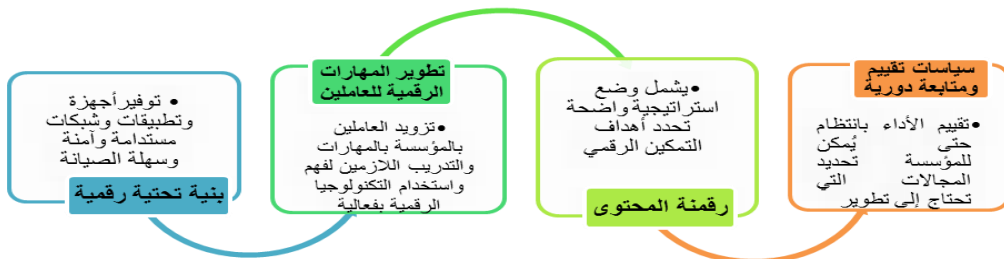 • توفير أجهزة
وتطبيقات وشبكات
مستدامة وآمنة
وسهلة الصيانة
بنية تحتية رقمية
تطوير المهارات
الرقمية للعاملين
• تزويد العاملين
بالمؤسسة بالمهارات
والتدريب اللازمين لفهم
واستخدام التكنولوجيا
الرقمية بفعالية
• يشمل وضع
استراتيجية واضحة
تحدد أهداف
التمكين الرقمي
رقمنة المحتوى
سياسات تقييم
ومتابعة دورية
• تقييم الأداء بانتظام
حتى يُمكن
للمؤسسة تحديد
المجالات التي
تحتاج إلى تطوير